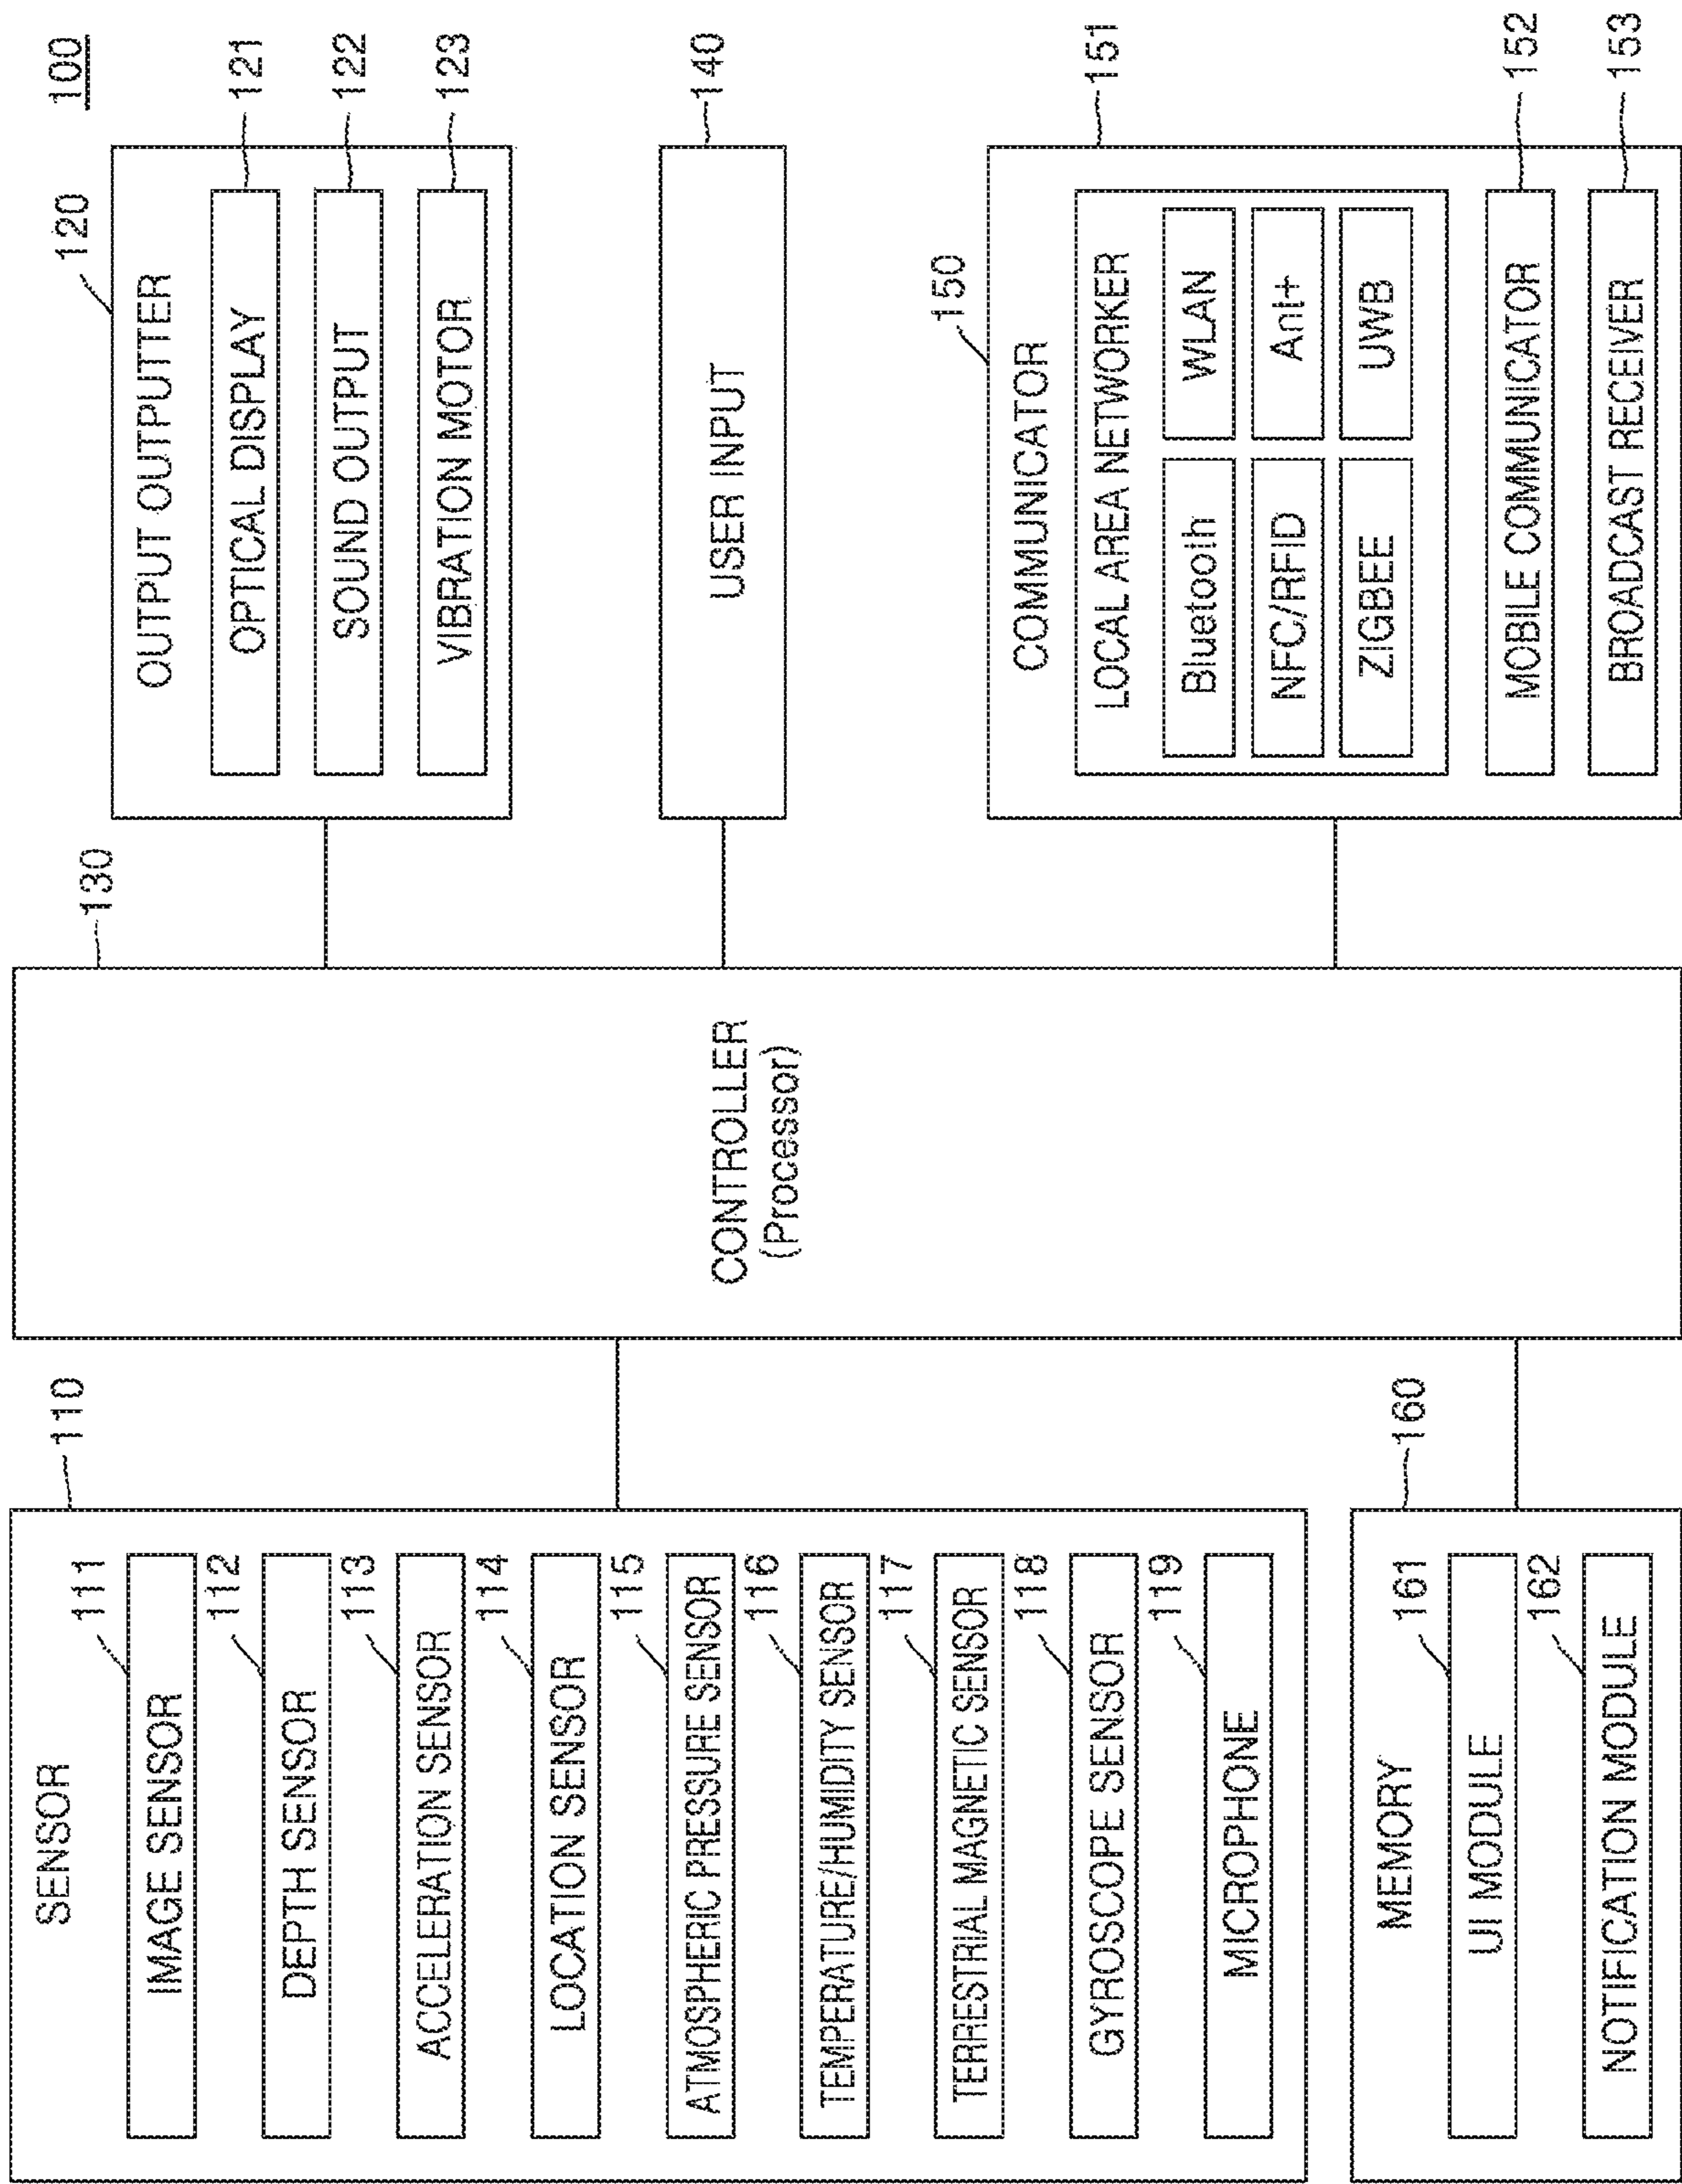 100
SENSOR
110
IMAGE SENSOR
111
DEPTH SENSOR
112
ACCELERATION SENSOR
113
LOCATION SENSOR
114
ATMOSPHERIC PRESSURE SENSOR
115
TEMPERATURE/HUMIDITY SENSOR
116
TERRESTRIAL MAGNETIC SENSOR
117
GYROSCOPE SENSOR
118
MICROPHONE
119
MEMORY
160
UI MODULE
161
NOTIFICATION MODULE
162
130
CONTROLLER
(Processor)
120
OUTPUT OUTPUTTER
OPTICAL DISPLAY
121
SOUND OUTPUT
122
VIBRATION MOTOR
123
USER INPUT
140
150
COMMUNICATOR
LOCAL AREA NETWORKER
151
Bluetooth
WLAN
NFC/RFID
Ant+
ZIGBEE
UWB
MOBILE COMMUNICATOR
152
BROADCAST RECEIVER
153